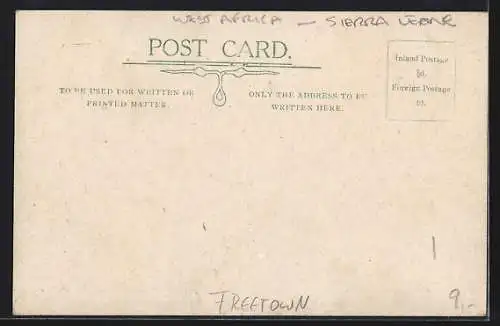 WEST AFRICA — SIERRA LEONE
POST CARD.
TO BE USED FOR WRITTEN OR
PRINTED MATTER.
ONLY THE ADDRESS TO BE
WRITTEN HERE.
Inland Postage
½d.
Foreign Postage
1d.
FREETOWN
9,-